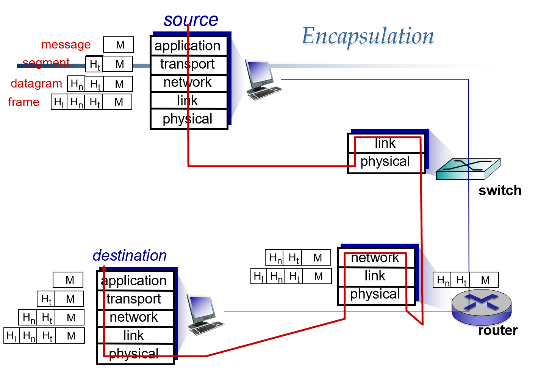 source
Encapsulation
message M
application
segment Ht M
transport
datagram Hn Ht M
network
frame Hl Hn Ht M
link
physical
link
physical
switch
destination
M
application
Ht M
transport
Hn Ht M
network
Hl Hn Ht M
link
physical
Hn Ht M
network
Hl Hn Ht M
link
physical
Hn Ht M
router